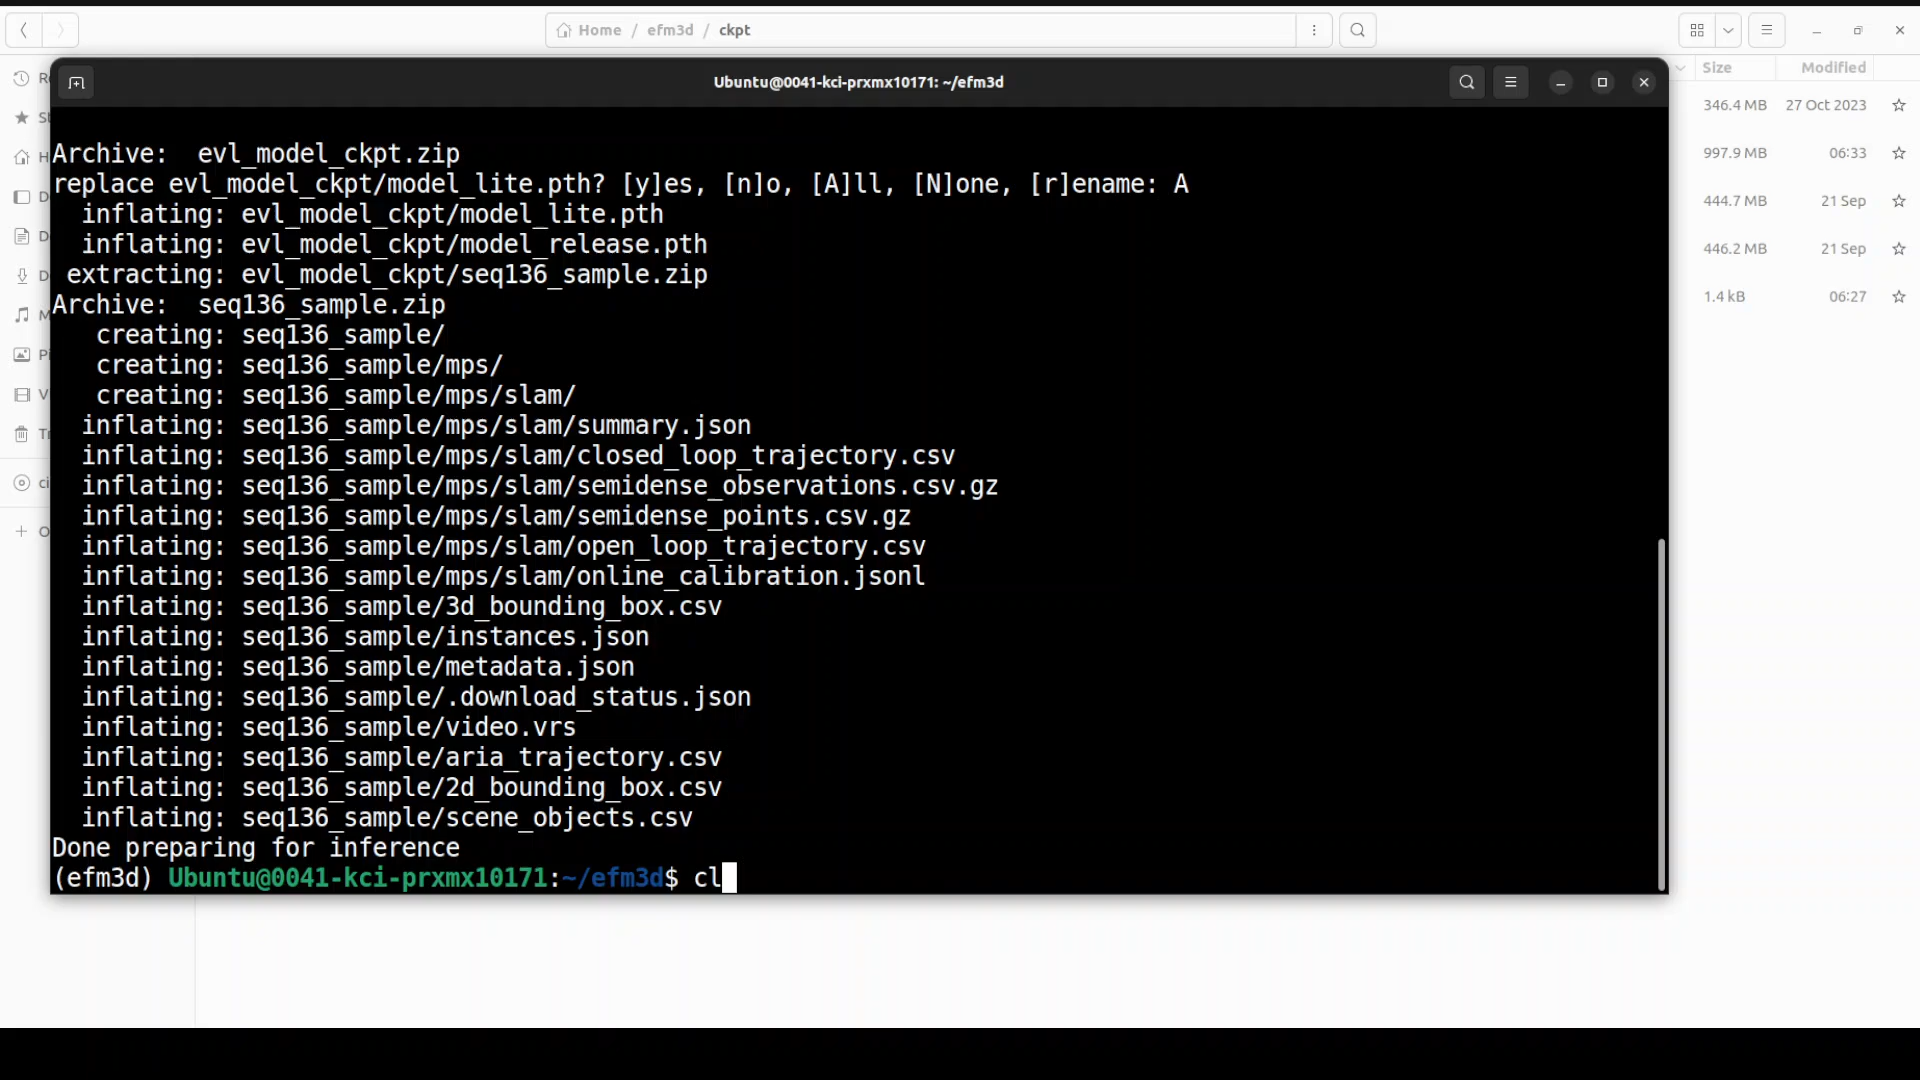 Home / efm3d / ckpt
Size Modified
Ubuntu@0041-kci-prxmx10171: ~/efm3d
346.4 MB 27 Oct 2023
997.9 MB 06:33
444.7 MB 21 Sep
446.2 MB 21 Sep
1.4 kB 06:27
Archive:  evl_model_ckpt.zip
replace evl_model_ckpt/model_lite.pth? [y]es, [n]o, [A]ll, [N]one, [r]ename: A
inflating: evl_model_ckpt/model_lite.pth
inflating: evl_model_ckpt/model_release.pth
extracting: evl_model_ckpt/seq136_sample.zip
Archive:  seq136_sample.zip
creating: seq136_sample/
creating: seq136_sample/mps/
creating: seq136_sample/mps/slam/
inflating: seq136_sample/mps/slam/summary.json
inflating: seq136_sample/mps/slam/closed_loop_trajectory.csv
inflating: seq136_sample/mps/slam/semidense_observations.csv.gz
inflating: seq136_sample/mps/slam/semidense_points.csv.gz
inflating: seq136_sample/mps/slam/open_loop_trajectory.csv
inflating: seq136_sample/mps/slam/online_calibration.jsonl
inflating: seq136_sample/3d_bounding_box.csv
inflating: seq136_sample/instances.json
inflating: seq136_sample/metadata.json
inflating: seq136_sample/.download_status.json
inflating: seq136_sample/video.vrs
inflating: seq136_sample/aria_trajectory.csv
inflating: seq136_sample/2d_bounding_box.csv
inflating: seq136_sample/scene_objects.csv
Done preparing for inference
(efm3d) Ubuntu@0041-kci-prxmx10171:~/efm3d$ cl